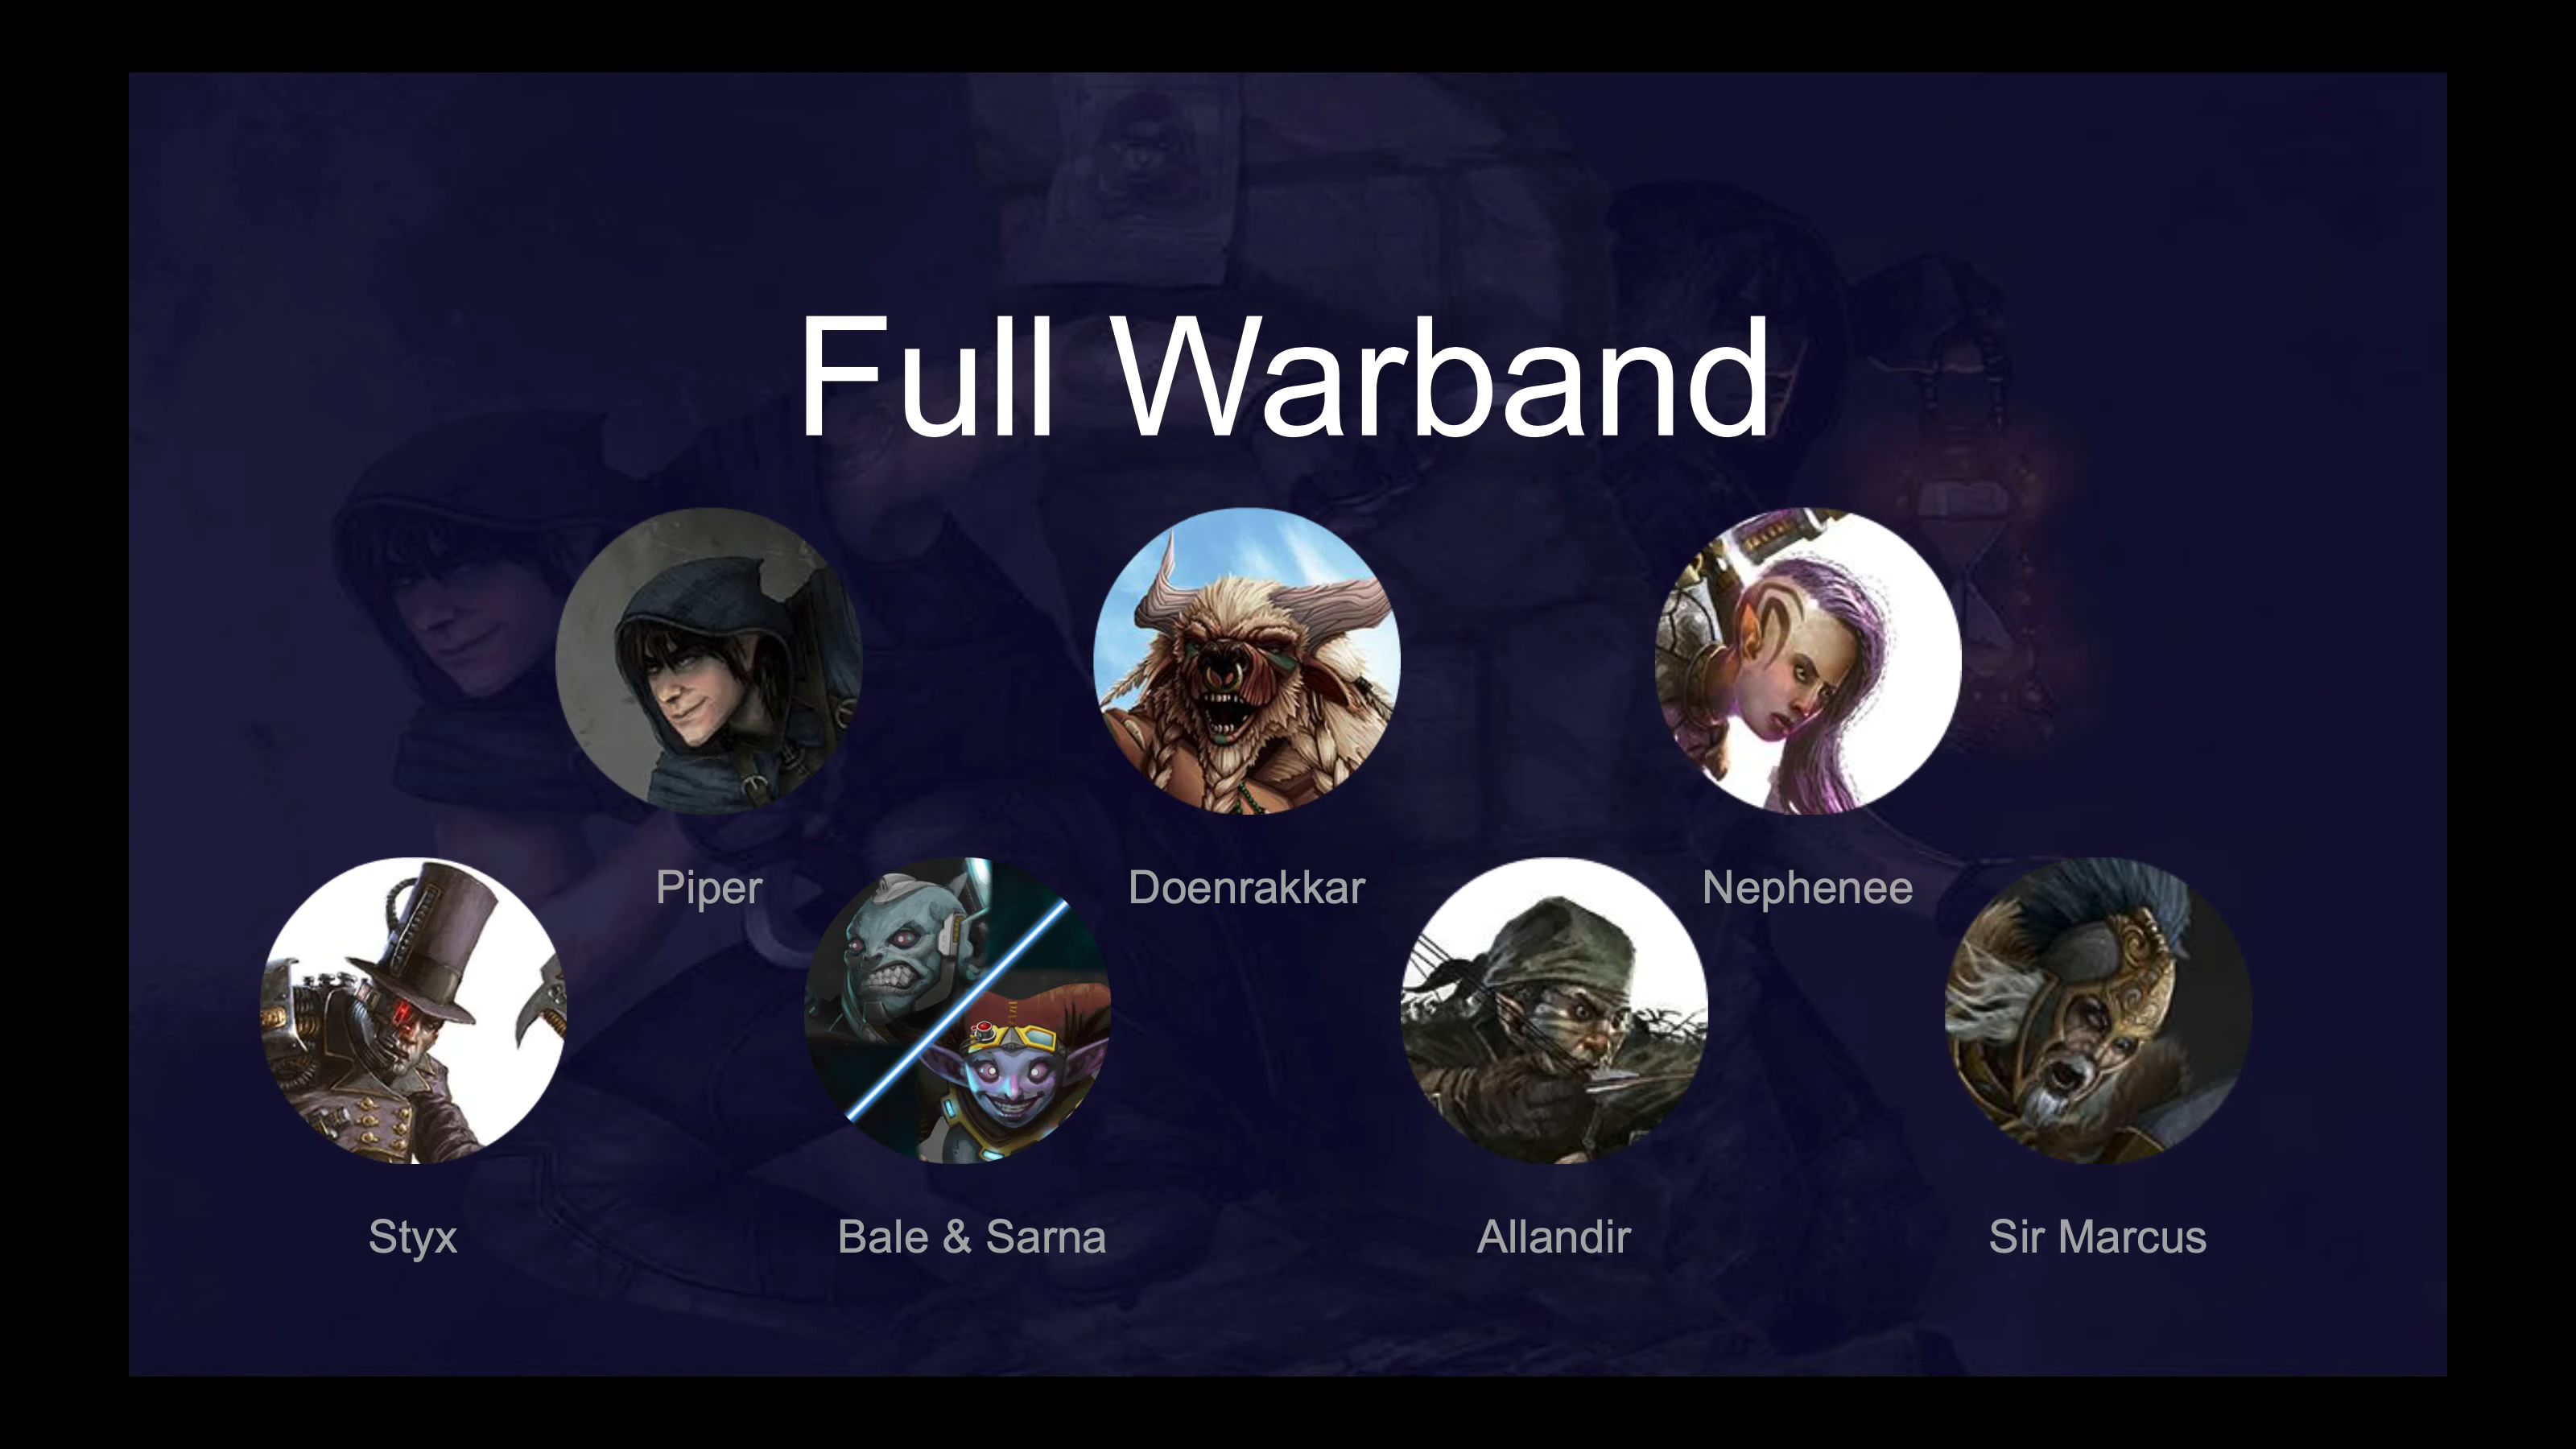 Full Warband
Piper
Doenrakkar
Nephenee
Styx
Bale & Sarna
Allandir
Sir Marcus